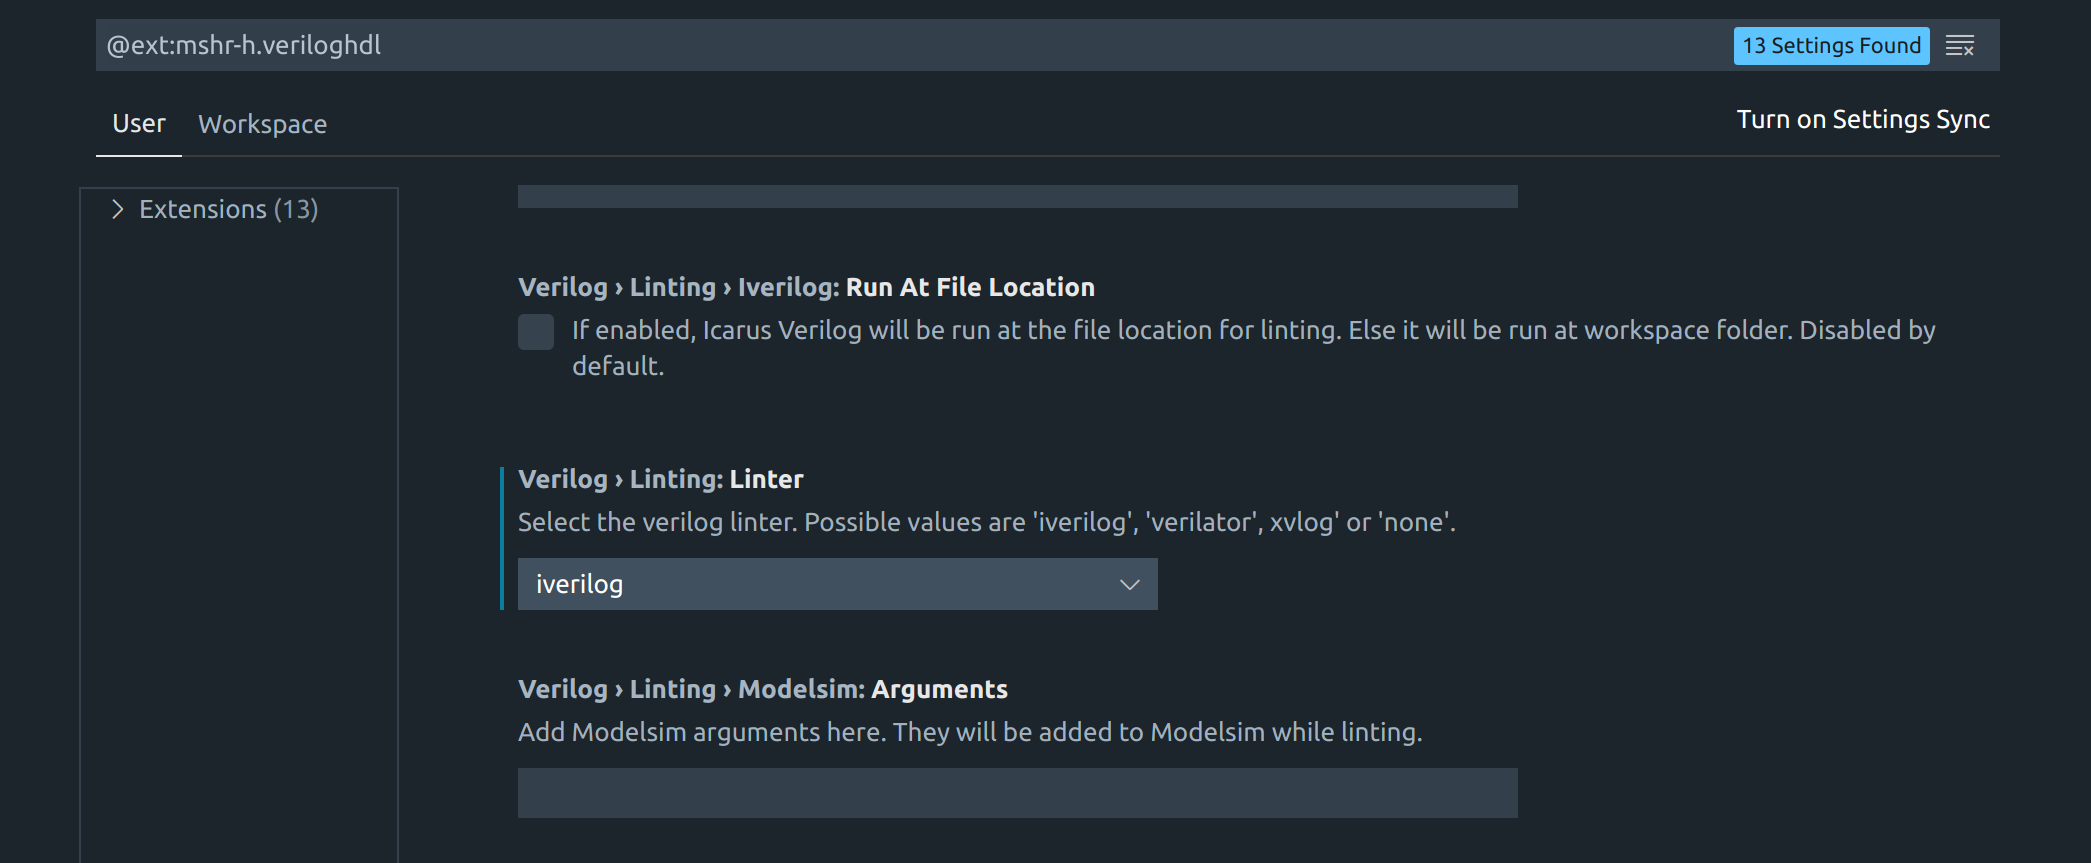 @ext:mshr-h.veriloghdl
13 Settings Found
User
Workspace
Turn on Settings Sync
Extensions (13)
Verilog › Linting › Iverilog: Run At File Location
If enabled, Icarus Verilog will be run at the file location for linting. Else it will be run at workspace folder. Disabled by
default.
Verilog › Linting: Linter
Select the verilog linter. Possible values are 'iverilog', 'verilator', xvlog' or 'none'.
iverilog
Verilog › Linting › Modelsim: Arguments
Add Modelsim arguments here. They will be added to Modelsim while linting.